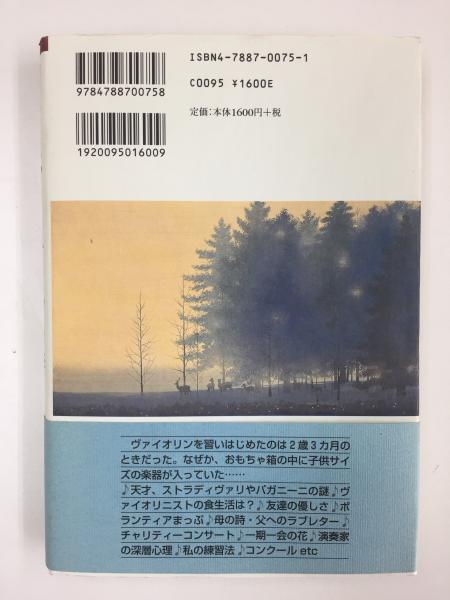 ISBN4-7887-0075-1
C0095 ¥1600E
定価:本体1600円+税
9784788700758
1920095016009
ヴァイオリンを習いはじめたのは2歳3カ月の
ときだった。なぜか、おもちゃ箱の中に子供サイ
ズの楽器が入っていた……
♪天才、ストラディヴァリやパガニーニの謎♪ヴ
ァイオリニストの食生活は?♪友達の優しさ♪ボ
ランティアまっぷ♪母の詩・父へのラブレター♪
チャリティーコンサート♪一期一会の花♪演奏家
の深層心理♪私の練習法♪コンクール etc